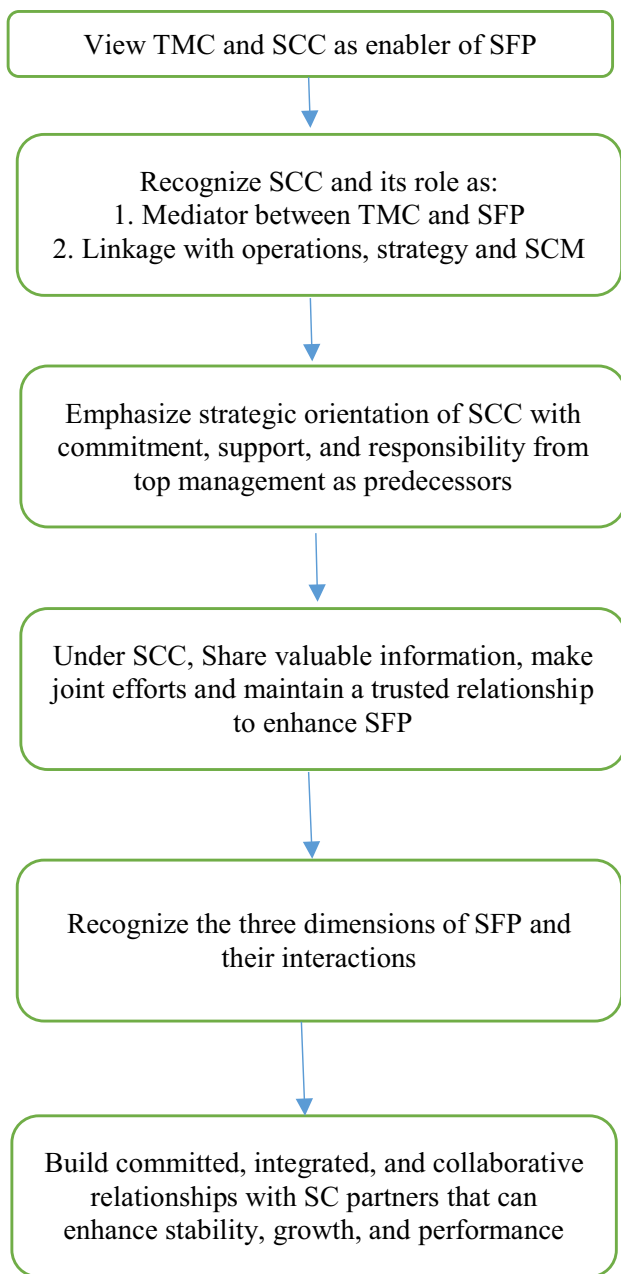 View TMC and SCC as enabler of SFP
Recognize SCC and its role as:
1. Mediator between TMC and SFP
2. Linkage with operations, strategy and SCM
Emphasize strategic orientation of SCC with
commitment, support, and responsibility from
top management as predecessors
Under SCC, Share valuable information, make
joint efforts and maintain a trusted relationship
to enhance SFP
Recognize the three dimensions of SFP and
their interactions
Build committed, integrated, and collaborative
relationships with SC partners that can
enhance stability, growth, and performance